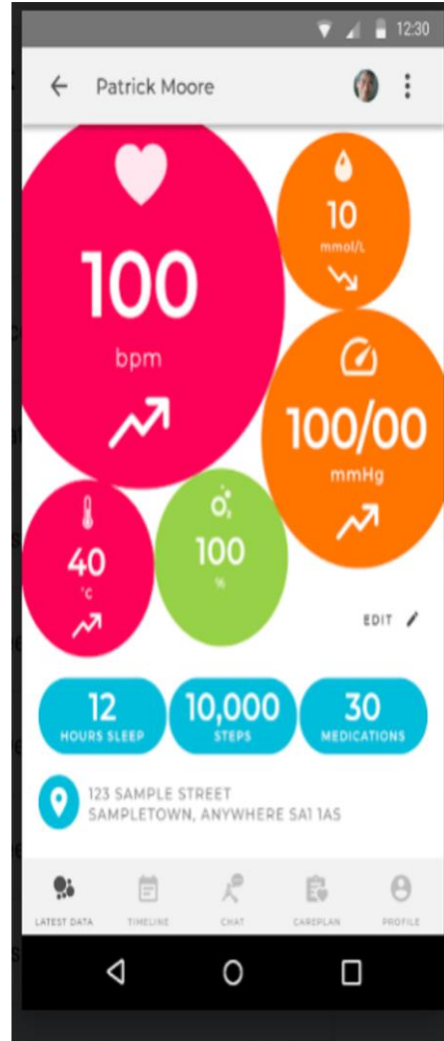 12:30
Patrick Moore
100
bpm
10
mmol/L
100/00
mmHg
40
°c
O₂
100
%
EDIT
12
HOURS SLEEP
10,000
STEPS
30
MEDICATIONS
123 SAMPLE STREET
SAMPLETOWN, ANYWHERE SA1 1AS
LATEST DATA
TIMELINE
CHAT
CAREPLAN
PROFILE